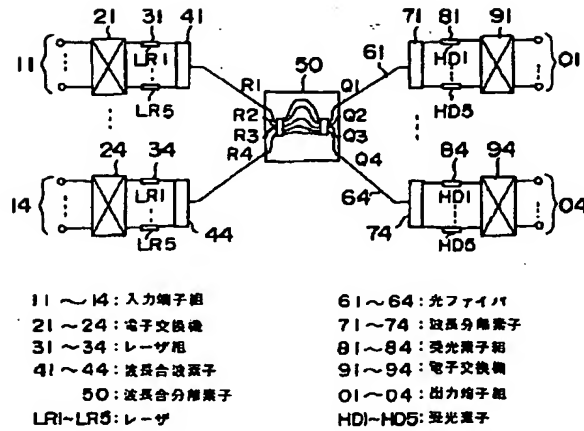 21 31 41 71 81 91
11 LR1 50 61 HD1 01
LR5 R1 Q1 HD5
R2 Q2
R3 Q3
R4 Q4
24 34 84 94
14 LR1 64 HD1 04
LR5 44 74 HD5
11～14：入力端子組
21～24：電子交換機
31～34：レーザ組
41～44：波長合波素子
50：波長合分離素子
LR1～LR5：レーザ
61～64：光ファイバ
71～74：波長分離素子
81～84：受光素子組
91～94：電子交換機
01～04：出力端子組
HD1～HD5：受光素子